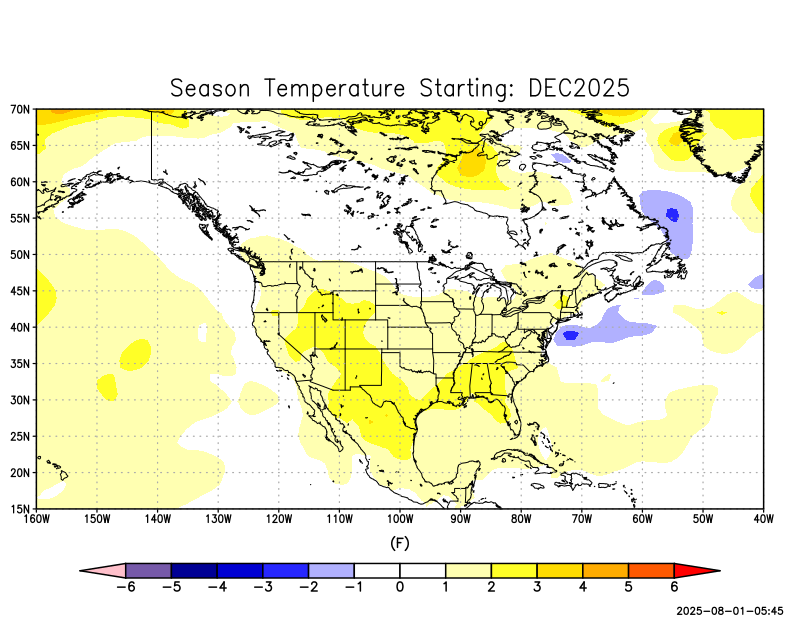 Season Temperature Starting: DEC2025
70N
65N
60N
55N
50N
45N
40N
35N
30N
25N
20N
15N
160W 150W 140W 130W 120W 110W 100W 90W 80W 70W 60W 50W 40W
(F)
−6 −5 −4 −3 −2 −1 0 1 2 3 4 5 6
2025-08-01-05:45